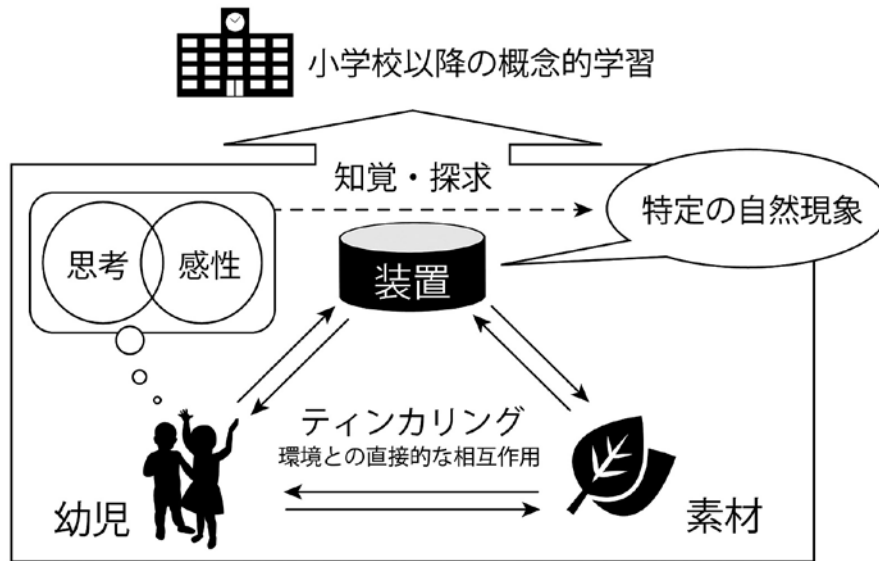 小学校以降の概念的学習
知覚・探求
特定の自然現象
思考
感性
装置
ティンカリング
環境との直接的な相互作用
幼児
素材